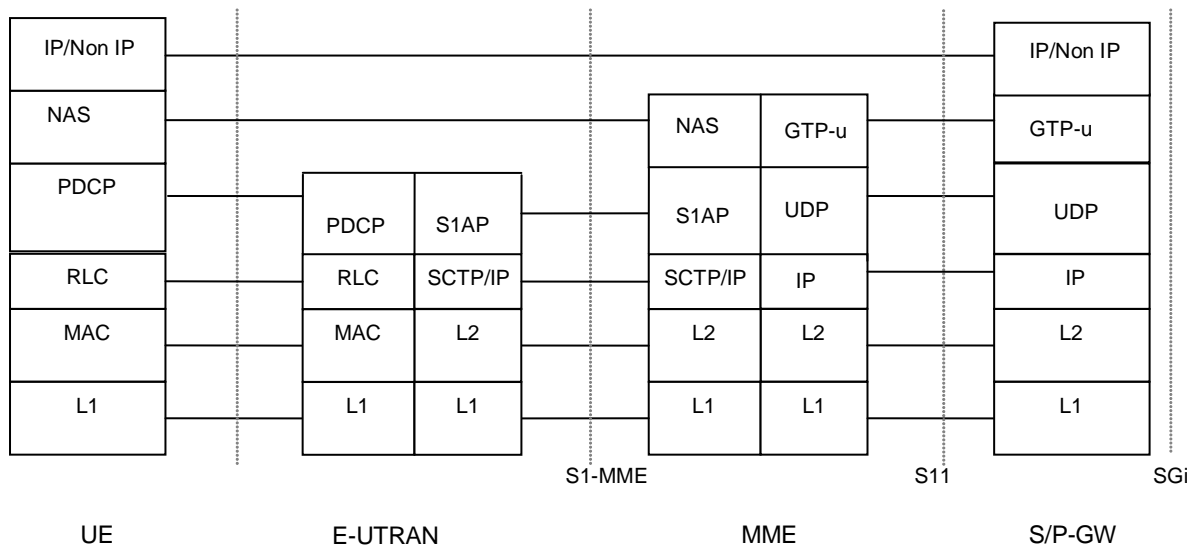 IP/Non IP
IP/Non IP
NAS
NAS
GTP-u
GTP-u
PDCP
PDCP
S1AP
S1AP
UDP
UDP
RLC
RLC
SCTP/IP
SCTP/IP
IP
IP
MAC
MAC
L2
L2
L2
L2
L1
L1
L1
L1
L1
L1
S1-MME
S11
SGi
UE
E-UTRAN
MME
S/P-GW